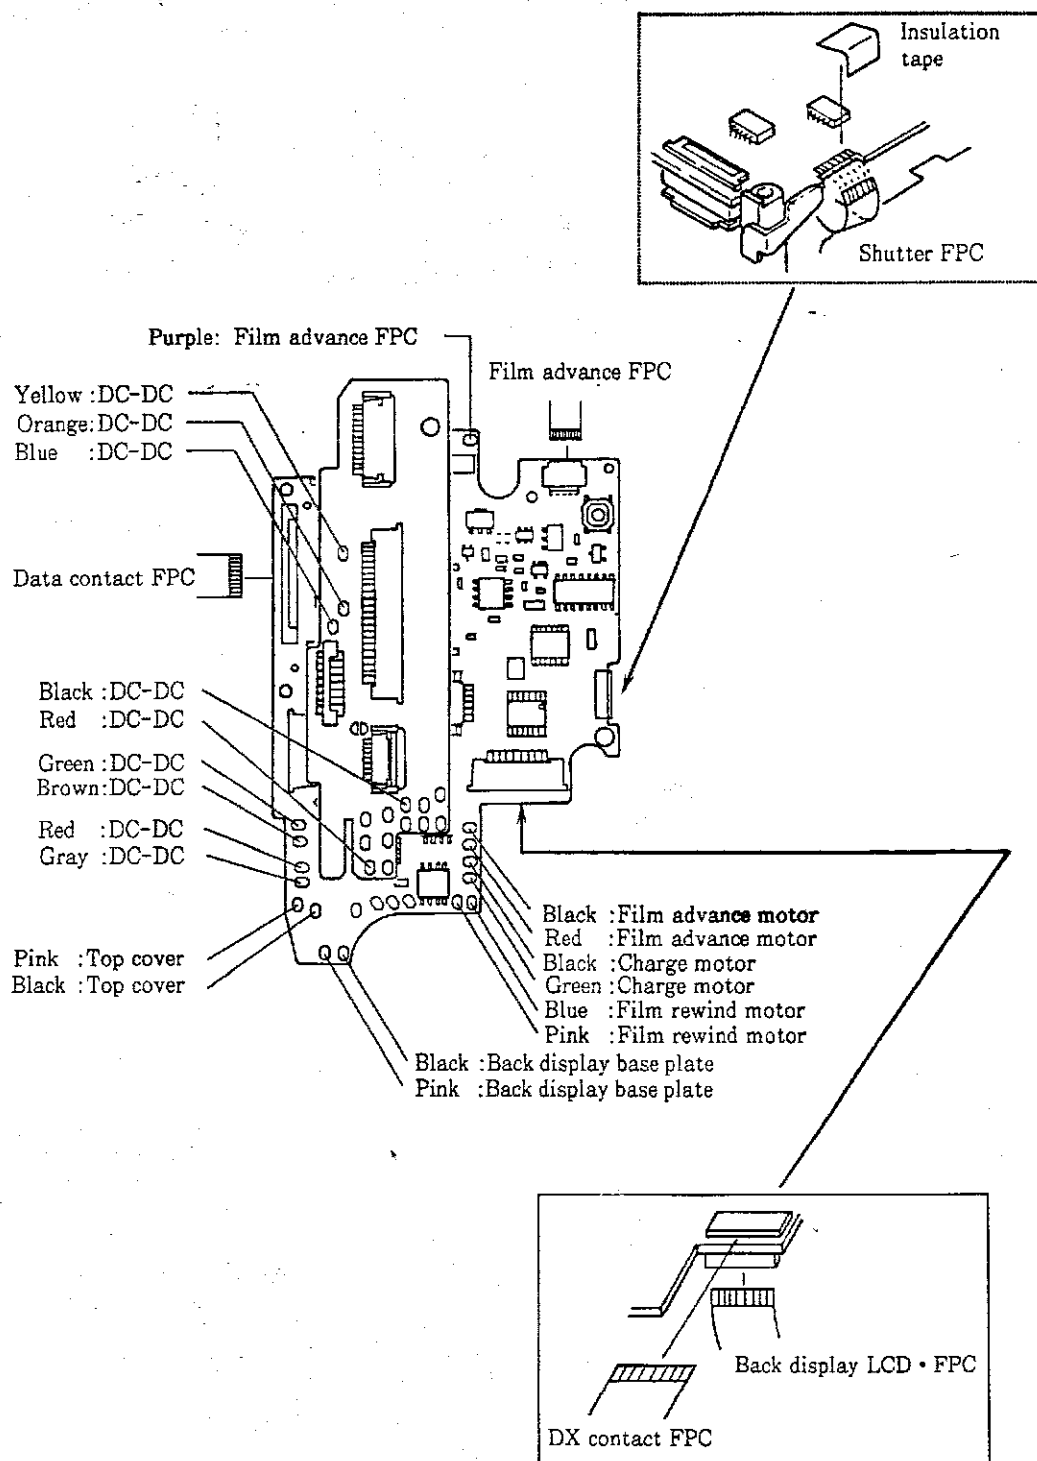 Insulation
tape
Shutter FPC
Purple: Film advance FPC
Film advance FPC
Yellow :DC-DC
Orange:DC-DC
Blue :DC-DC
Data contact FPC
Black :DC-DC
Red :DC-DC
Green :DC-DC
Brown:DC-DC
Red :DC-DC
Gray :DC-DC
Pink :Top cover
Black :Top cover
Black :Film advance motor
Red :Film advance motor
Black :Charge motor
Green :Charge motor
Blue :Film rewind motor
Pink :Film rewind motor
Black :Back display base plate
Pink :Back display base plate
Back display LCD・FPC
DX contact FPC